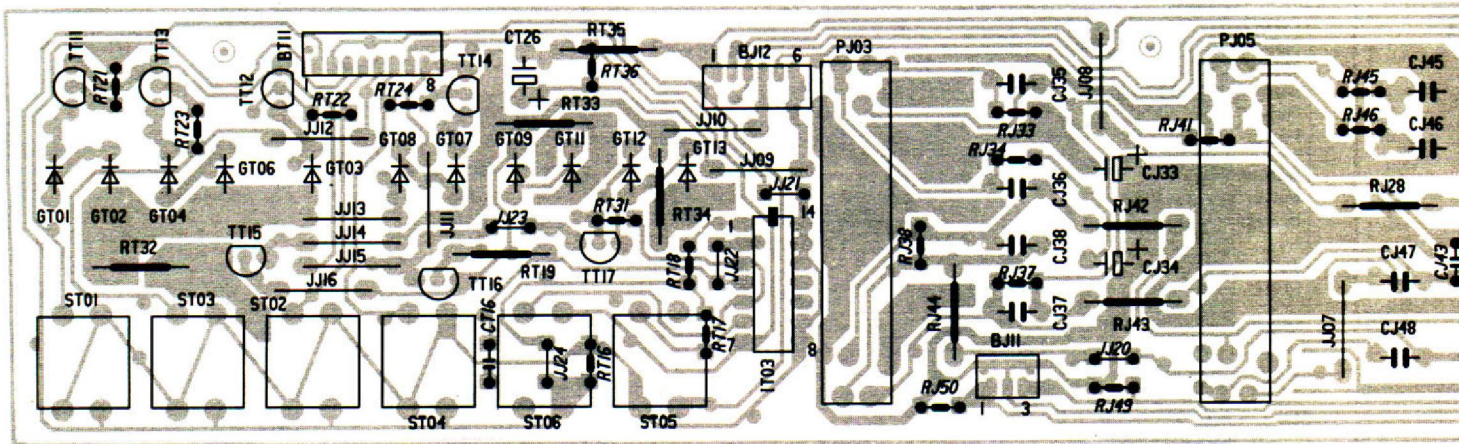 TT11
TT13
BT11
CT26
RT35
BJ12
6
PJ03
PJ05
CJ45
RT21
TT12
1
RT24
8
TT14
RT36
1
CJ35
JJ08
RJ45
RT22
RT23
JJ12
RT33
JJ10
RJ33
RJ41
RJ46
CJ46
GT06
GT03
GT08
GT07
GT09
GT11
GT12
GT13
JJ09
RJ34
CJ33
GT01
GT02
GT04
JJ21
CJ36
RJ28
JJ13
JJ11
JJ23
RT31
RT34
1
14
RJ42
TT15
JJ14
RJ38
CJ38
RT32
JJ15
RT19
TT17
RT18
JJ22
CJ34
CJ47
CJ43
JJ16
TT16
RJ37
ST01
ST03
ST02
CT16
RT17
RJ44
CJ37
RJ43
JJ07
7
8
BJ11
JJ20
CJ48
JJ24
RT16
IT03
RJ50
1
3
RJ49
ST04
ST06
ST05